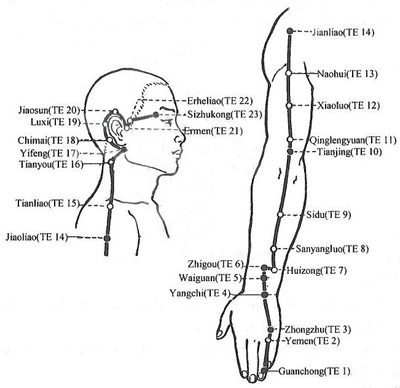 Erheliao(TE 22)
Sizhukong(TE 23)
Ermen(TE 21)
Jiaosun(TE 20)
Luxi(TE 19)
Chimai(TE 18)
Yifeng(TE 17)
Tianyou(TE 16)
Tianliao(TE 15)
Jiaoliao(TE 14)
Jianliao(TE 14)
Naohui(TE 13)
Xiaoluo(TE 12)
Qinglengyuan(TE 11)
Tianjing(TE 10)
Sidu(TE 9)
Sanyangluo(TE 8)
Zhigou(TE 6)
Huizong(TE 7)
Waiguan(TE 5)
Yangchi(TE 4)
Zhongzhu(TE 3)
Yemen(TE 2)
Guanchong(TE 1)